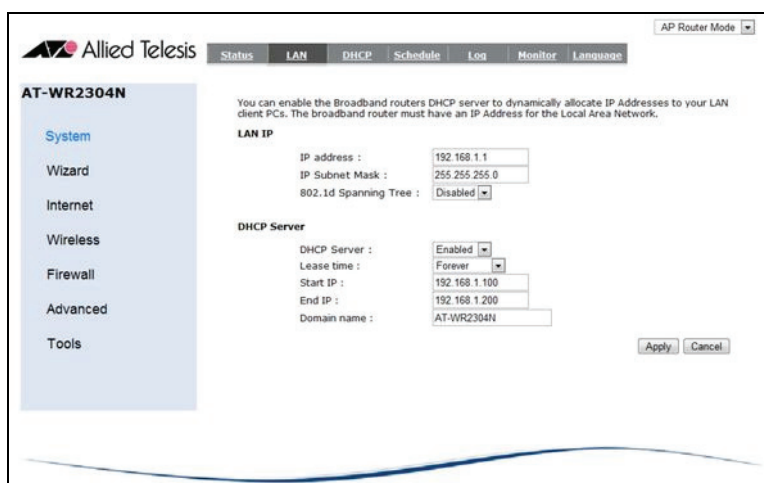 AP Router Mode
Allied Telesis
Status LAN DHCP Schedule Log Monitor Language
AT-WR2304N
System
Wizard
Internet
Wireless
Firewall
Advanced
Tools
You can enable the Broadband routers DHCP server to dynamically allocate IP Addresses to your LAN
client PCs. The broadband router must have an IP Address for the Local Area Network.
LAN IP
IP address : 192.168.1.1
IP Subnet Mask : 255.255.255.0
802.1d Spanning Tree : Disabled
DHCP Server
DHCP Server : Enabled
Lease time : Forever
Start IP : 192.168.1.100
End IP : 192.168.1.200
Domain name : AT-WR2304N
Apply Cancel